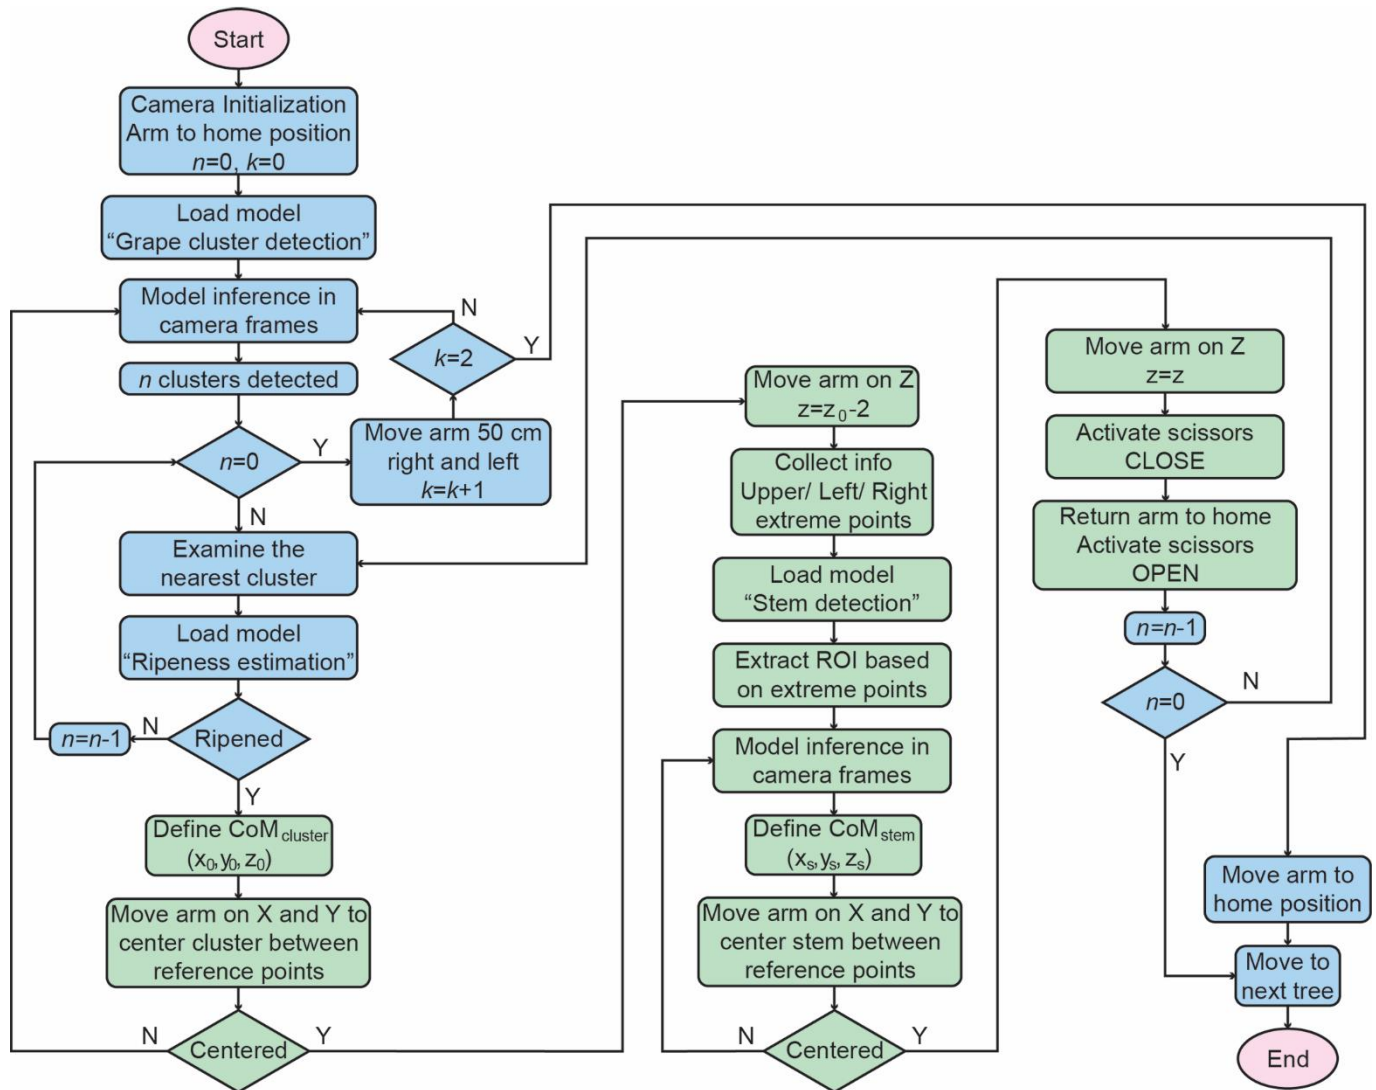 Start
Camera Initialization
Arm to home position
n=0, k=0
Load model
“Grape cluster detection”
Model inference in
camera frames
n clusters detected
n=0
Y
N
Move arm 50 cm
right and left
k=k+1
k=2
N
Y
Examine the
nearest cluster
Load model
“Ripeness estimation”
Ripened
N
n=n-1
Y
Define CoM cluster
(x0,y0,z0)
Move arm on X and Y to
center cluster between
reference points
Centered
N
Y
Move arm on Z
z=z0-2
Collect info
Upper/ Left/ Right
extreme points
Load model
“Stem detection”
Extract ROI based
on extreme points
Model inference in
camera frames
Define CoM stem
(xs,ys,zs)
Move arm on X and Y to
center stem between
reference points
Centered
N
Y
Move arm on Z
z=z
Activate scissors
CLOSE
Return arm to home
Activate scissors
OPEN
n=n-1
n=0
N
Y
Move arm to
home position
Move to
next tree
End